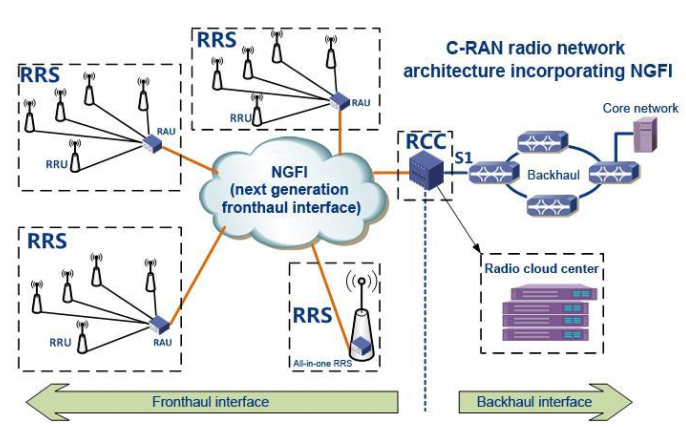 C-RAN radio network
architecture incorporating NGFI
RRS
RAU
RRU
RRS
RAU
RRU
Core network
RCC
S1
Backhaul
NGFI
(next generation
fronthaul interface)
RRS
RRU
RAU
RRS
All-in-one RRS
Radio cloud center
Fronthaul interface
Backhaul interface